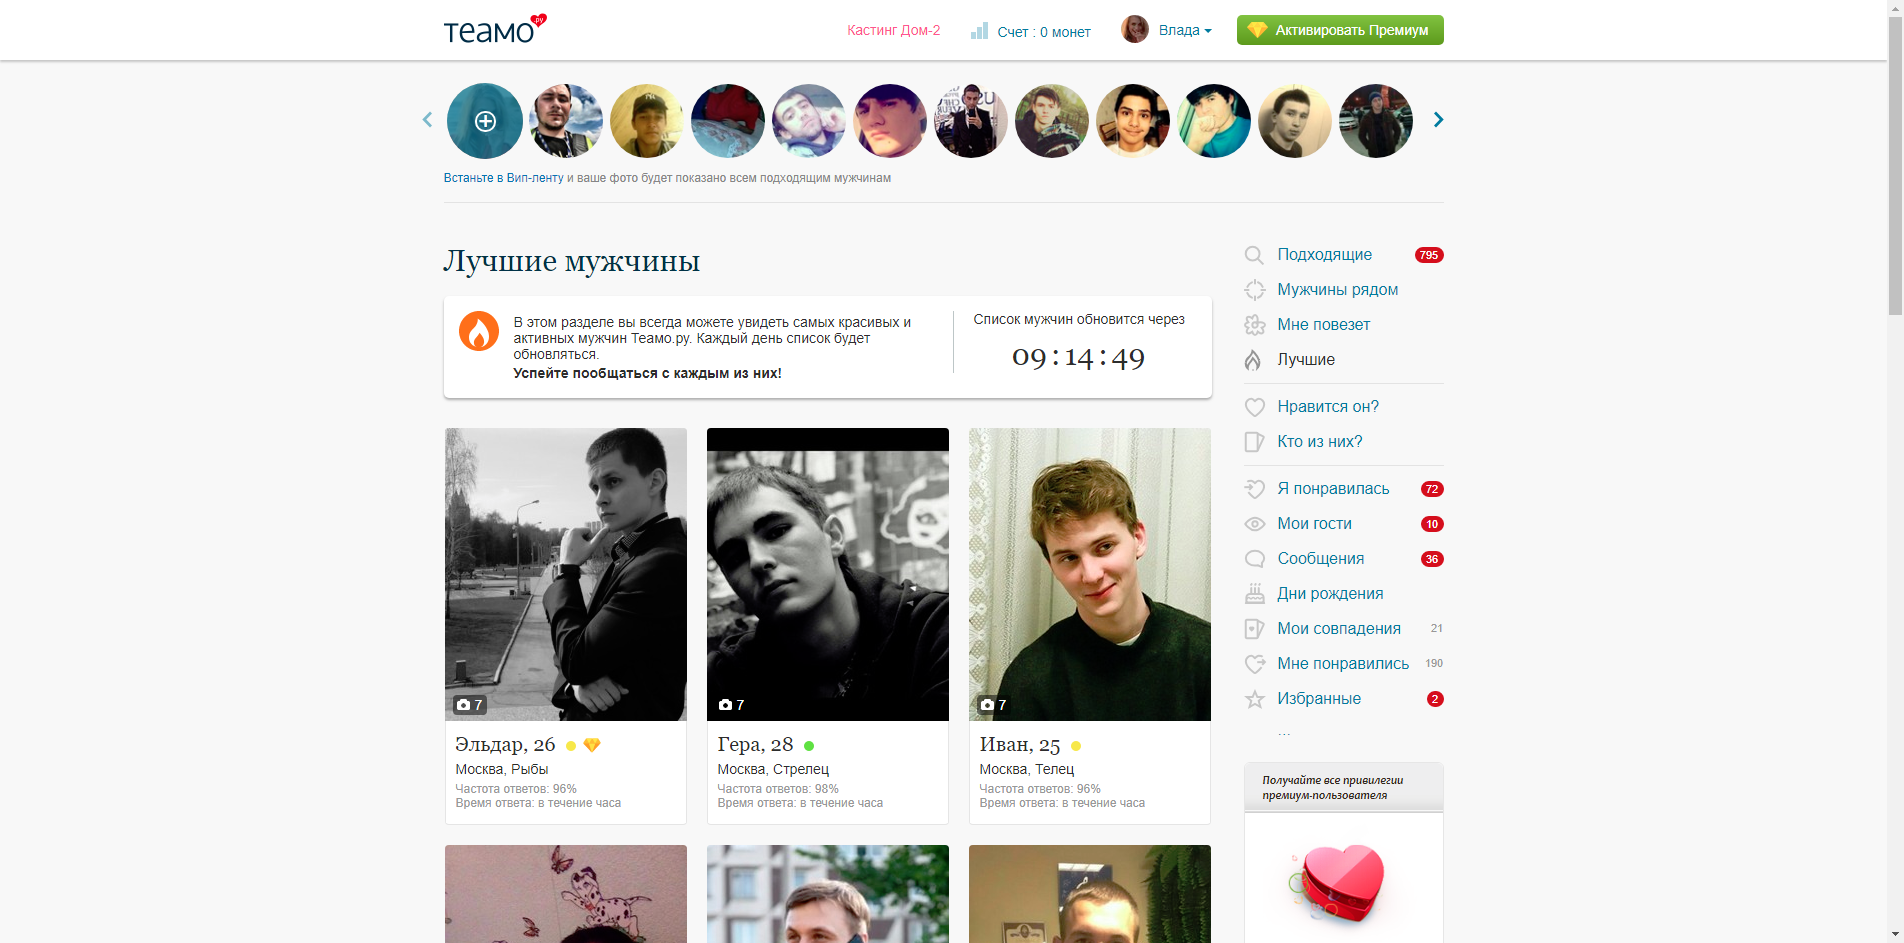 теамо.ру
Кастинг Дом-2
Счет : 0 монет
Влада
Активировать Премиум
Встаньте в Вип-ленту и ваше фото будет показано всем подходящим мужчинам
Лучшие мужчины
В этом разделе вы всегда можете увидеть самых красивых и
активных мужчин Теамо.ру. Каждый день список будет
обновляться.
Успейте пообщаться с каждым из них!
Список мужчин обновится через
09:14:49
7
Эльдар, 26
Москва, Рыбы
Частота ответов: 96%
Время ответа: в течение часа
7
Гера, 28
Москва, Стрелец
Частота ответов: 98%
Время ответа: в течение часа
7
Иван, 25
Москва, Телец
Частота ответов: 96%
Время ответа: в течение часа
Подходящие 795
Мужчины рядом
Мне повезет
Лучшие
Нравится он?
Кто из них?
Я понравилась 72
Мои гости 10
Сообщения 36
Дни рождения
Мои совпадения 21
Мне понравились 190
Избранные 2
...
Получайте все привилегии
премиум-пользователя